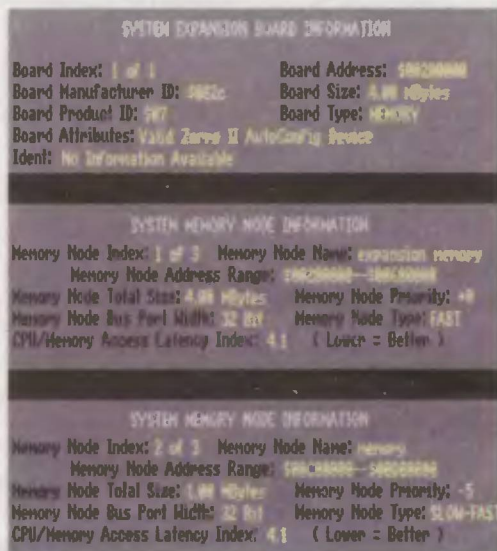 SYSTEM EXPANSION BOARD INFORMATION
Board Index: 1 of 1 Board Address: $00200000
Board Manufacturer ID: Board Size: 4.00 MBytes
Board Product ID: Board Type: MEMORY
Board Attributes: Valid Zorro II AutoConfig Device
Ident: No Information Available
SYSTEM MEMORY NODE INFORMATION
Memory Node Index: 1 of 3 Memory Node Name: expansion memory
Memory Node Address Range: $00200000--$00600000
Memory Node Total Size: 4.00 MBytes Memory Node Priority: +0
Memory Node Bus Port Width: 32 Bit Memory Node Type: FAST
CPU/Memory Access Latency Index: 4.1 ( Lower = Better )
SYSTEM MEMORY NODE INFORMATION
Memory Node Index: 2 of 3 Memory Node Name: memory
Memory Node Address Range:
Memory Node Total Size: 1.00 MBytes Memory Node Priority: -5
Memory Node Bus Port Width: 32 Bit Memory Node Type: SLOW-FAST
CPU/Memory Access Latency Index: 4.1 ( Lower = Better )